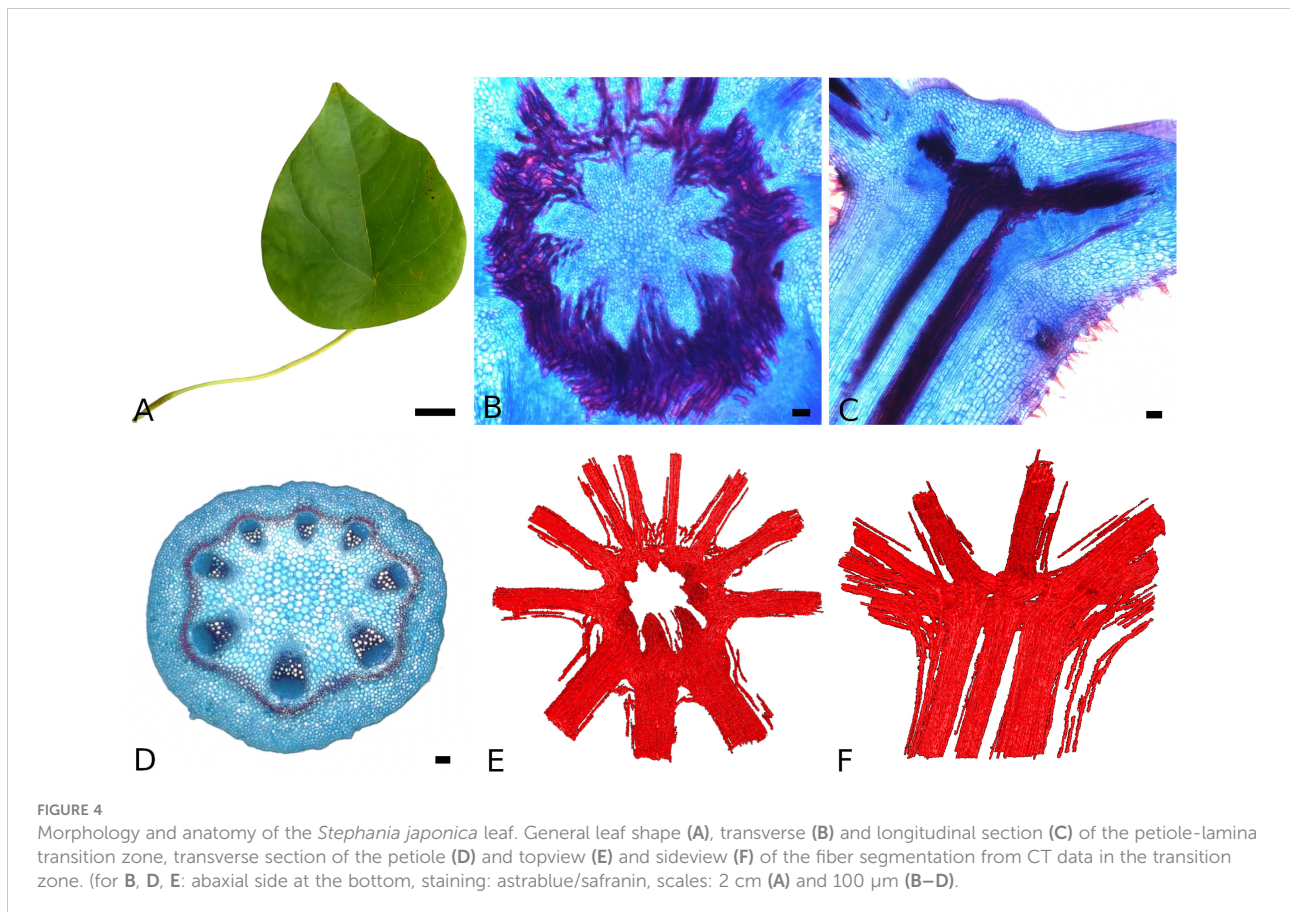 A
B
C
D
E
F
FIGURE 4
Morphology and anatomy of the Stephania japonica leaf. General leaf shape (A), transverse (B) and longitudinal section (C) of the petiole-lamina
transition zone, transverse section of the petiole (D) and topview (E) and sideview (F) of the fiber segmentation from CT data in the transition
zone. (for B, D, E: abaxial side at the bottom, staining: astrablue/safranin, scales: 2 cm (A) and 100 µm (B–D).